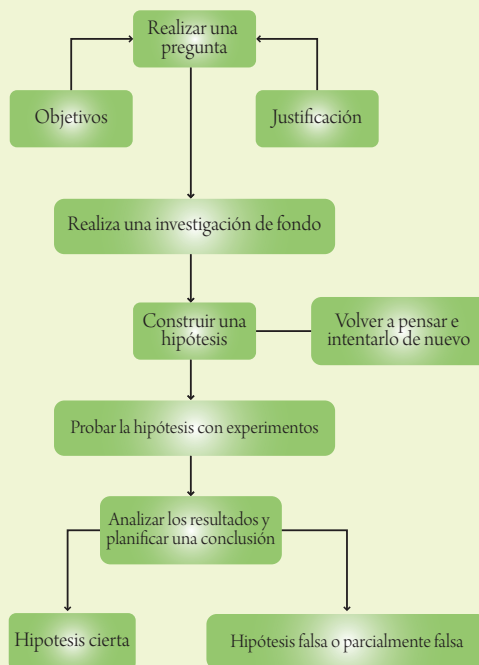 Realizar una
pregunta
Objetivos
Justificación
Realiza una investigación de fondo
Construir una
hipótesis
Volver a pensar e
intentarlo de nuevo
Probar la hipótesis con experimentos
Analizar los resultados y
planificar una conclusión
Hipotesis cierta
Hipótesis falsa o parcialmente falsa